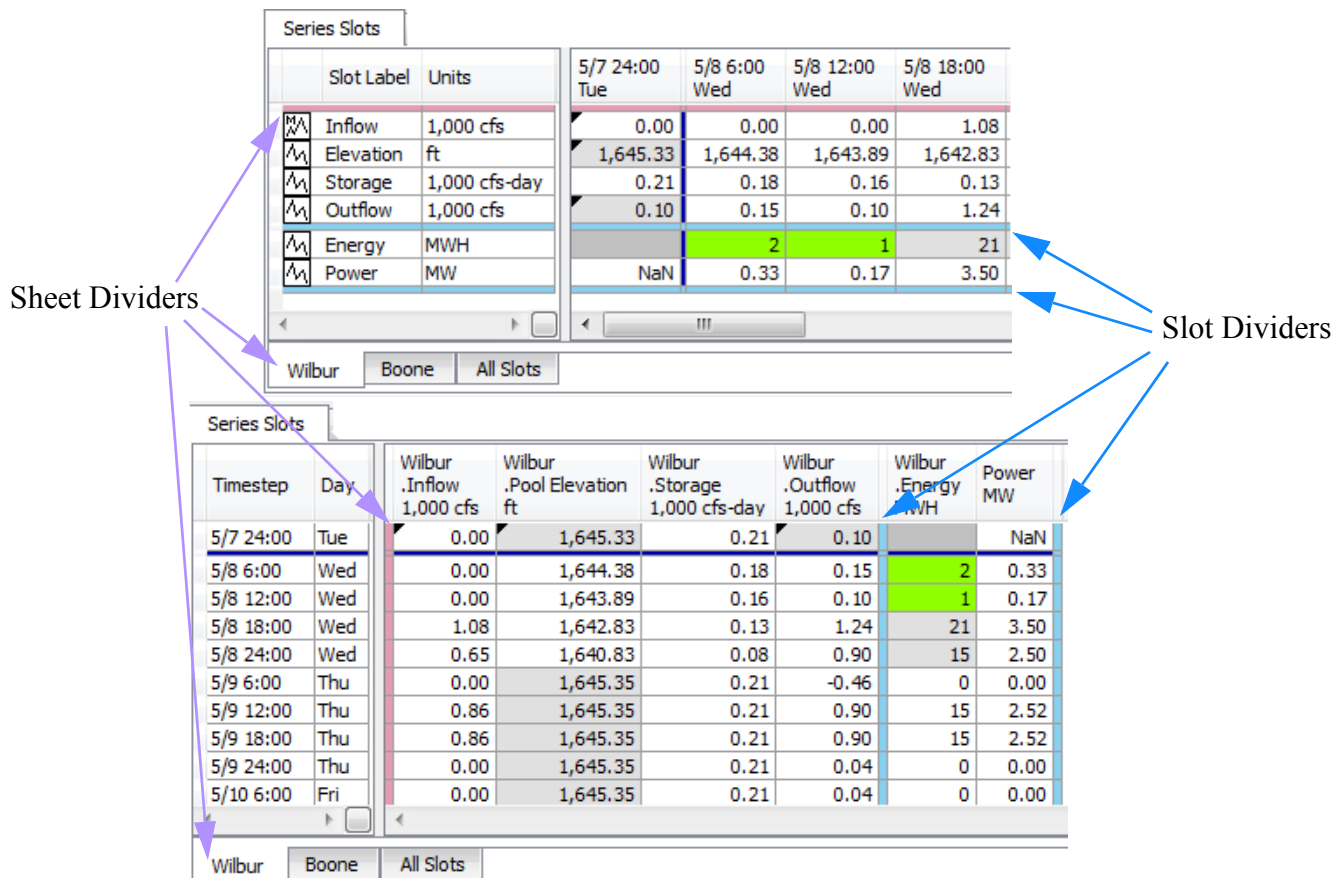 Series Slots
Slot Label Units 5/7 24:00 5/8 6:00 5/8 12:00 5/8 18:00
Tue Wed Wed Wed
Inflow 1,000 cfs 0.00 0.00 0.00 1.08
Elevation ft 1,645.33 1,644.38 1,643.89 1,642.83
Storage 1,000 cfs-day 0.21 0.18 0.16 0.13
Outflow 1,000 cfs 0.10 0.15 0.10 1.24
Energy MWH 2 1 21
Power MW NaN 0.33 0.17 3.50
Sheet Dividers
Slot Dividers
Wilbur Boone All Slots
Series Slots
Wilbur Wilbur Wilbur Wilbur Wilbur
Timestep Day .Inflow .Pool Elevation .Storage .Outflow .Energy Power
1,000 cfs ft 1,000 cfs-day 1,000 cfs MWH MW
5/7 24:00 Tue 0.00 1,645.33 0.21 0.10 NaN
5/8 6:00 Wed 0.00 1,644.38 0.18 0.15 2 0.33
5/8 12:00 Wed 0.00 1,643.89 0.16 0.10 1 0.17
5/8 18:00 Wed 1.08 1,642.83 0.13 1.24 21 3.50
5/8 24:00 Wed 0.65 1,640.83 0.08 0.90 15 2.50
5/9 6:00 Thu 0.00 1,645.35 0.21 -0.46 0 0.00
5/9 12:00 Thu 0.86 1,645.35 0.21 0.90 15 2.52
5/9 18:00 Thu 0.86 1,645.35 0.21 0.90 15 2.52
5/9 24:00 Thu 0.00 1,645.35 0.21 0.04 0 0.00
5/10 6:00 Fri 0.00 1,645.35 0.21 0.04 0 0.00
Wilbur Boone All Slots